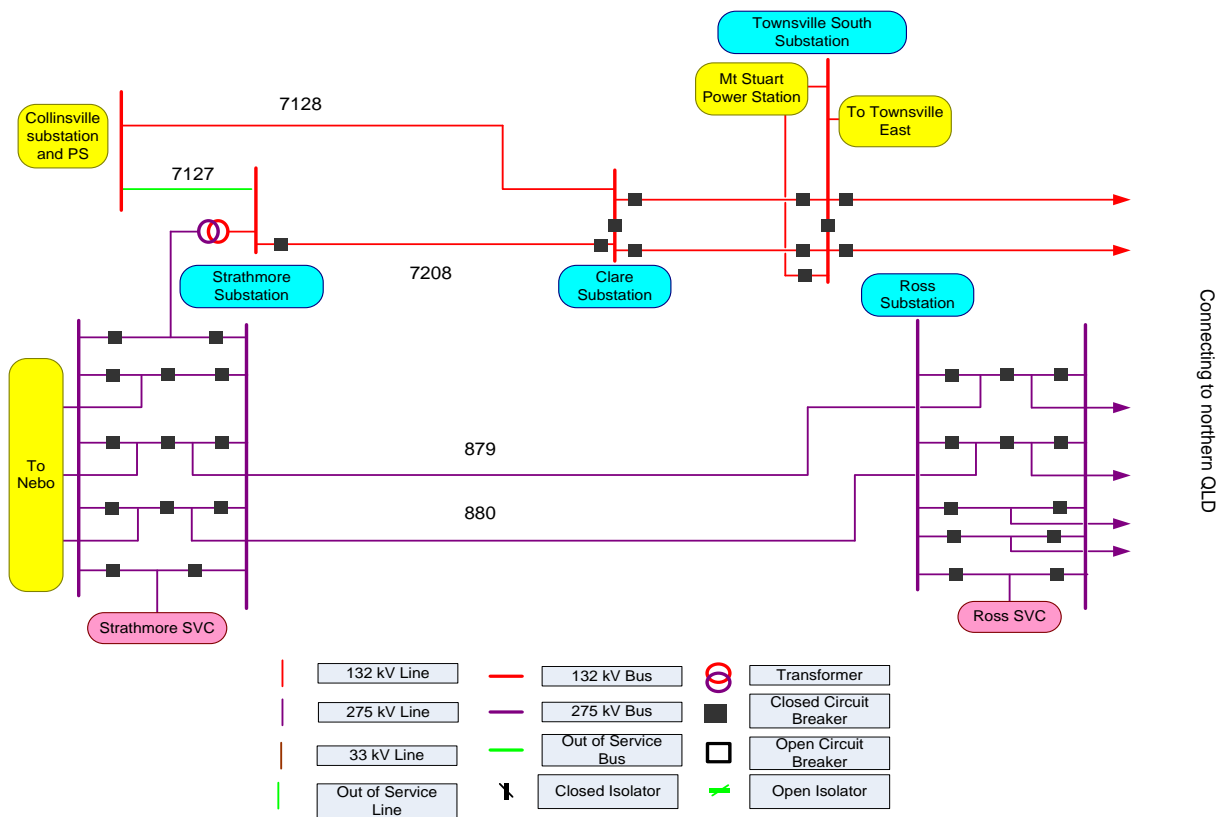 Townsville South
Substation
Mt Stuart
Power Station
To Townsville
East
7128
Collinsville
substation
and PS
7127
Strathmore
Substation
7208
Clare
Substation
Ross
Substation
Connecting to northern QLD
To
Nebo
879
880
Strathmore SVC
Ross SVC
132 kV Line
132 kV Bus
Transformer
275 kV Line
275 kV Bus
Closed Circuit
Breaker
33 kV Line
Out of Service
Bus
Open Circuit
Breaker
Out of Service
Line
Closed Isolator
Open Isolator